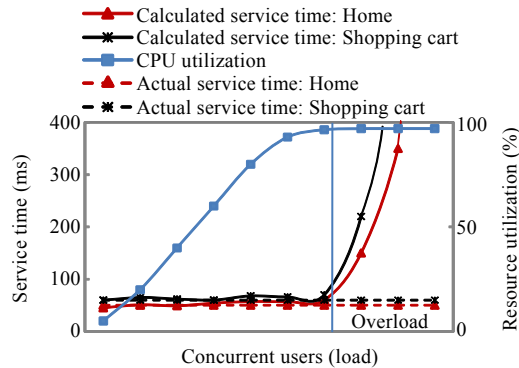 Calculated service time: Home
Calculated service time: Shopping cart
CPU utilization
Actual service time: Home
Actual service time: Shopping cart
Service time (ms)
400
300
200
100
0
100
50
0
Resource utilization (%)
Overload
Concurrent users (load)